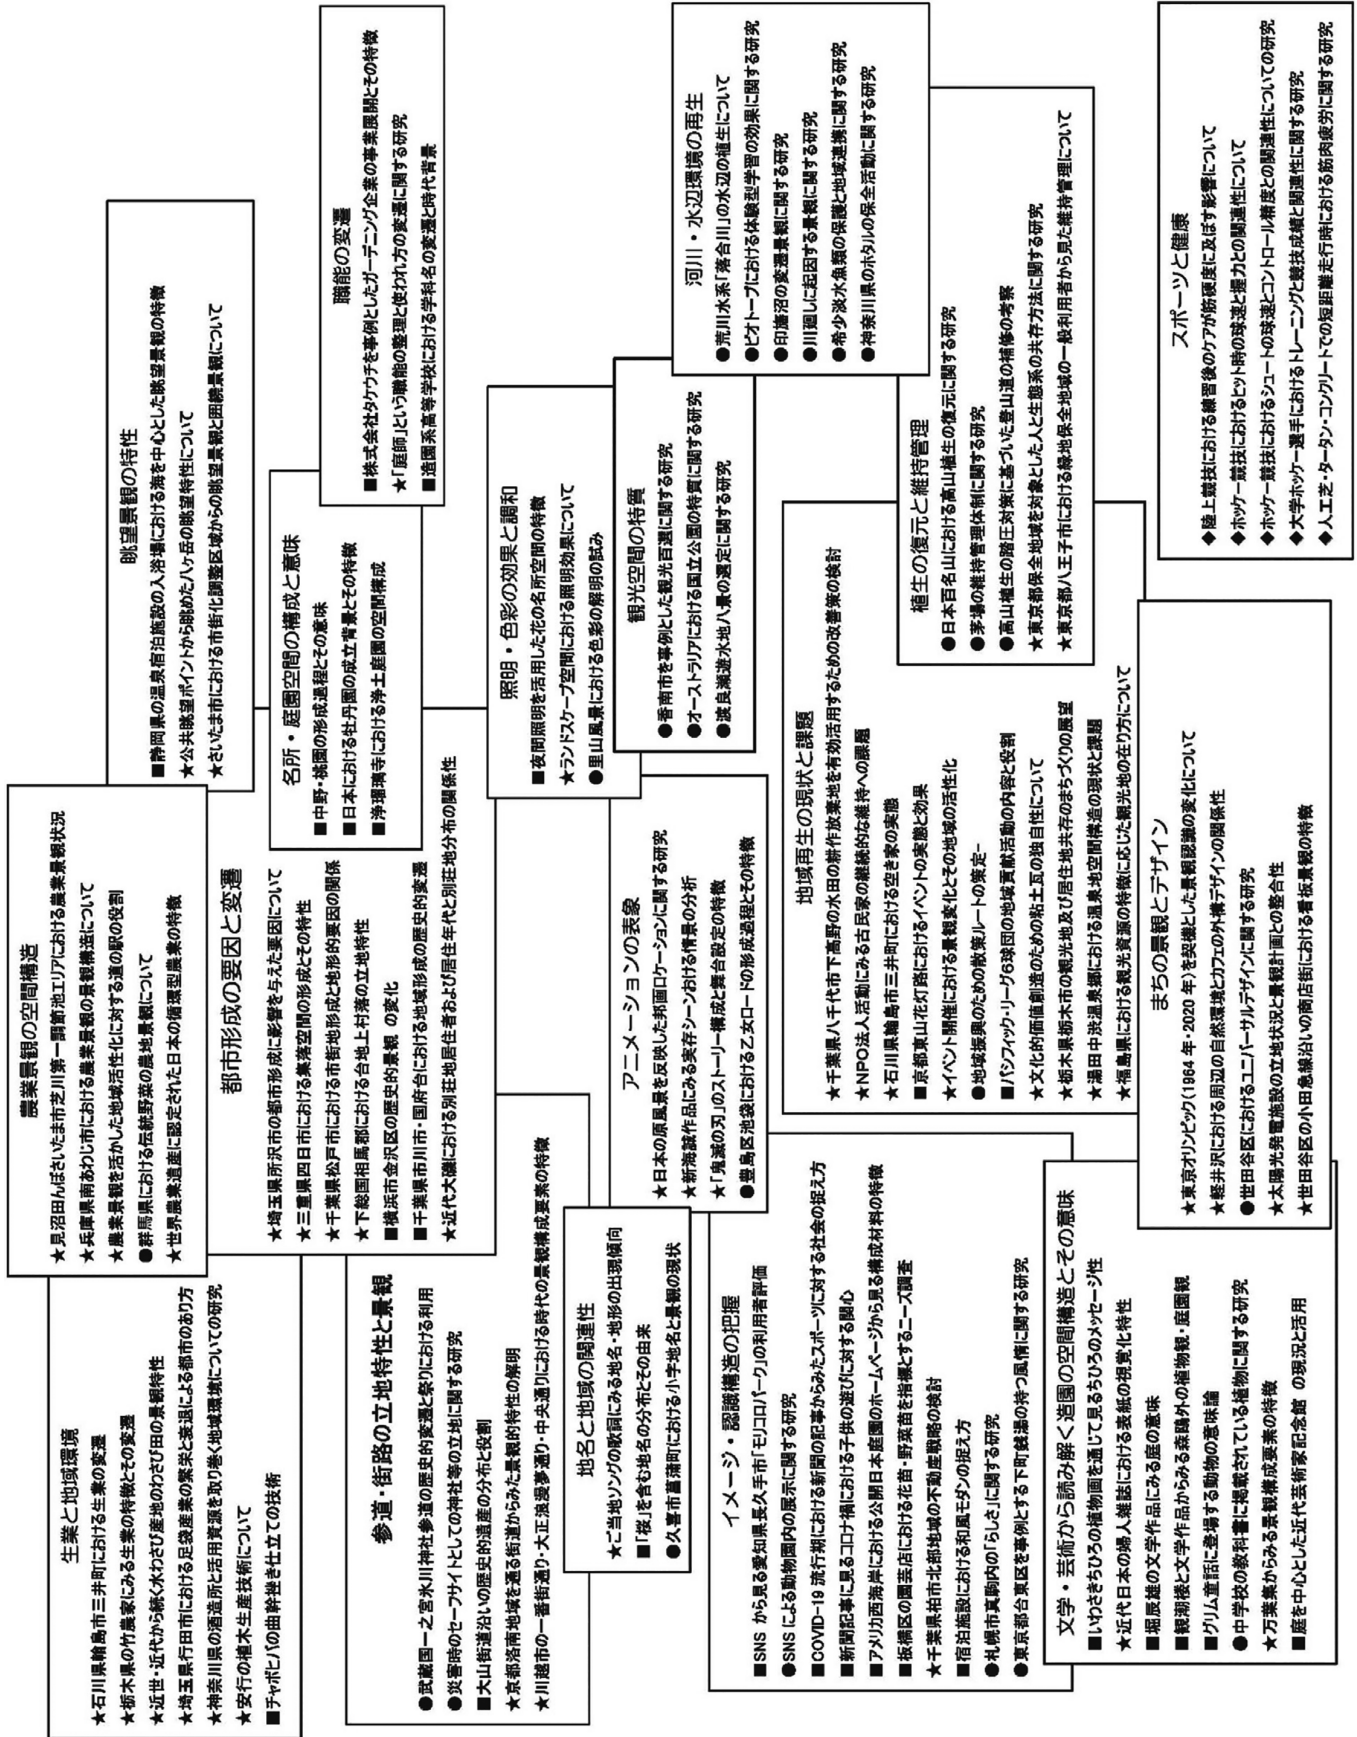 農業景観の空間構造
★見沼田んぼさいたま市芝川第一調節池エリアにおける農業景観状況
★兵庫県南あわじ市における農業景観の景観構造について
★農業景観を活かした地域活性化に対する道の駅の役割
●群馬県における伝統野菜の農地景観について
★世界農業遺産に認定された日本の循環型農業の特徴
眺望景観の特性
■静岡県の温泉宿泊施設の入浴場における海を中心とした眺望景観の特徴
★公共眺望ポイントから眺めた八ヶ岳の眺望特性について
★さいたま市における市街化調整区域からの眺望景観と囲繞景観について
生業と地域環境
★石川県輪島市三井町における生業の変遷
★栃木県の竹農家にみる生業の特徴とその変遷
★近世・近代から続く水わさび産地のわさび田の景観特性
★埼玉県行田市における足袋産業の繁栄と衰退による都市のあり方
★神奈川県の酒造所と活用資源を取り巻く地域環境についての研究
★安行の植木生産技術について
■チャボヒバの曲幹挽き仕立ての技術
都市形成の要因と変遷
★埼玉県所沢市の都市形成に影響を与えた要因について
★三重県四日市における集落空間の形成とその特性
★千葉県松戸市における市街地形成と地形的要因の関係
★下総国相馬郡における台地上村落の立地特性
■横浜市金沢区の歴史的景観 の変化
■千葉県市川市・国府台における地域形成の歴史的変遷
★近代大磯における別荘地居住者および居住年代と別荘地分布の関係性
名所・庭園空間の構成と意味
■中野・桃園の形成過程とその意味
■日本における牡丹園の成立背景とその特徴
■浄瑠璃寺における浄土庭園の空間構成
職能の変遷
■株式会社タケウチを事例としたガーデニング企業の事業展開とその特徴
★「庭師」という職能の整理と使われ方の変遷に関する研究
■造園系高等学校における学科名の変遷と時代背景
参道・街路の立地特性と景観
●武蔵国一之宮氷川神社参道の歴史的変遷と祭りにおける利用
●災害時のセーフサイトとしての神社等の立地に関する研究
■大山街道沿いの歴史的遺産の分布と役割
★京都洛南地域を通る街道からみた景観的特性の解明
★川越市の一番街通り・大正浪漫夢通り・中央通りにおける時代の景観構成要素の特徴
照明・色彩の効果と調和
■夜間照明を活用した花の名所空間の特徴
★ランドスケープ空間における照明効果について
●里山風景における色彩の解明の試み
地名と地域の関連性
★ご当地ソングの歌詞にみる地名・地形の出現傾向
■「桜」を含む地名の分布とその由来
●久喜市菖蒲町における小字地名と景観の現状
アニメーションの表象
★日本の原風景を反映した邦画ロケーションに関する研究
★新海誠作品にみる実存シーンおける情景の分析
★「鬼滅の刃」のストーリー構成と舞台設定の特徴
●豊島区池袋における乙女ロードの形成過程とその特徴
観光空間の特質
●香南市を事例とした観光百選に関する研究
●オーストラリアにおける国立公園の特質に関する研究
●渡良瀬遊水地八景の選定に関する研究
河川・水辺環境の再生
●荒川水系「落合川」の水辺の植生について
●ビオトープにおける体験型学習の効果に関する研究
●印旛沼の変遷景観に関する研究
●川廻しに起因する景観に関する研究
●希少淡水魚類の保護と地域連携に関する研究
●神奈川県のホタルの保全活動に関する研究
イメージ・認識構造の把握
■SNS から見る愛知県長久手市「モリコロパーク」の利用者評価
●SNSによる動物園内の展示に関する研究
■COVID-19 流行期における新聞の記事からみたスポーツに対する社会の捉え方
■新聞記事に見るコロナ禍における子供の遊びに対する関心
■アメリカ西海岸における公開日本庭園のホームページから見る構成材料の特徴
■板橋区の園芸店における花苗・野菜苗を指標とするニーズ調査
★千葉県柏市北部地域の不動産戦略の検討
■宿泊施設における和風モダンの捉え方
●札幌市真駒内の「らしさ」に関する研究
●東京都台東区を事例とする下町銭湯の持つ風情に関する研究
地域再生の現状と課題
★千葉県八千代市下高野の水田の耕作放棄地を有効活用するための改善策の検討
★NPO法人活動にみる古民家の継続的な維持への課題
★石川県輪島市三井町における空き家の実態
■京都東山花灯路におけるイベントの実態と効果
★イベント開催における景観変化とその地域の活性化
●地域振興のための散策ルートの策定-
■パシフィック・リーグ6球団の地域貢献活動の内容と役割
★文化的価値創造のための粘土瓦の独自性について
★栃木県栃木市の観光地及び居住地共存のまちづくりの展望
★湯田中渋温泉郷における温泉地空間構造の現状と課題
★福島県における観光資源の特徴に応じた観光地の在り方について
植生の復元と維持管理
●日本百名山における高山植生の復元に関する研究
●茅場の維持管理体制に関する研究
●高山植生の踏圧対策に基づいた登山道の補修の考察
★東京都保全地域を対象とした人と生態系の共存方法に関する研究
★東京都八王子市における緑地保全地域の一般利用者から見た維持管理について
文学・芸術から読み解く造園の空間構造とその意味
■いわさきちひろの植物画を通じて見るちひろのメッセージ性
★近代日本の婦人雑誌における表紙の視覚化特性
■堀辰雄の文学作品にみる庭の意味
■観潮楼と文学作品からみる森鴎外の植物観・庭園観
■グリム童話に登場する動物の意味論
●中学校の教科書に掲載されている植物に関する研究
★万葉集からみる景観構成要素の特徴
■庭を中心とした近代芸術家記念館 の現況と活用
まちの景観とデザイン
★東京オリンピック(1964 年・2020 年)を契機とした景観認識の変化について
★軽井沢における周辺の自然環境とカフェの外構デザインの関係性
●世田谷区におけるユニバーサルデザインに関する研究
★太陽光発電施設の立地状況と景観計画との整合性
★世田谷区の小田急線沿いの商店街における看板景観の特徴
スポーツと健康
◆陸上競技における練習後のケアが筋硬度に及ぼす影響について
◆ホッケー競技におけるヒット時の球速と握力との関連性について
◆ホッケー競技におけるシュートの球速とコントロール精度との関連性についての研究
◆大学ホッケー選手におけるトレーニングと競技成績と関連性に関する研究
◆人工芝・タータン・コンクリートでの短距離走行時における筋肉疲労に関する研究